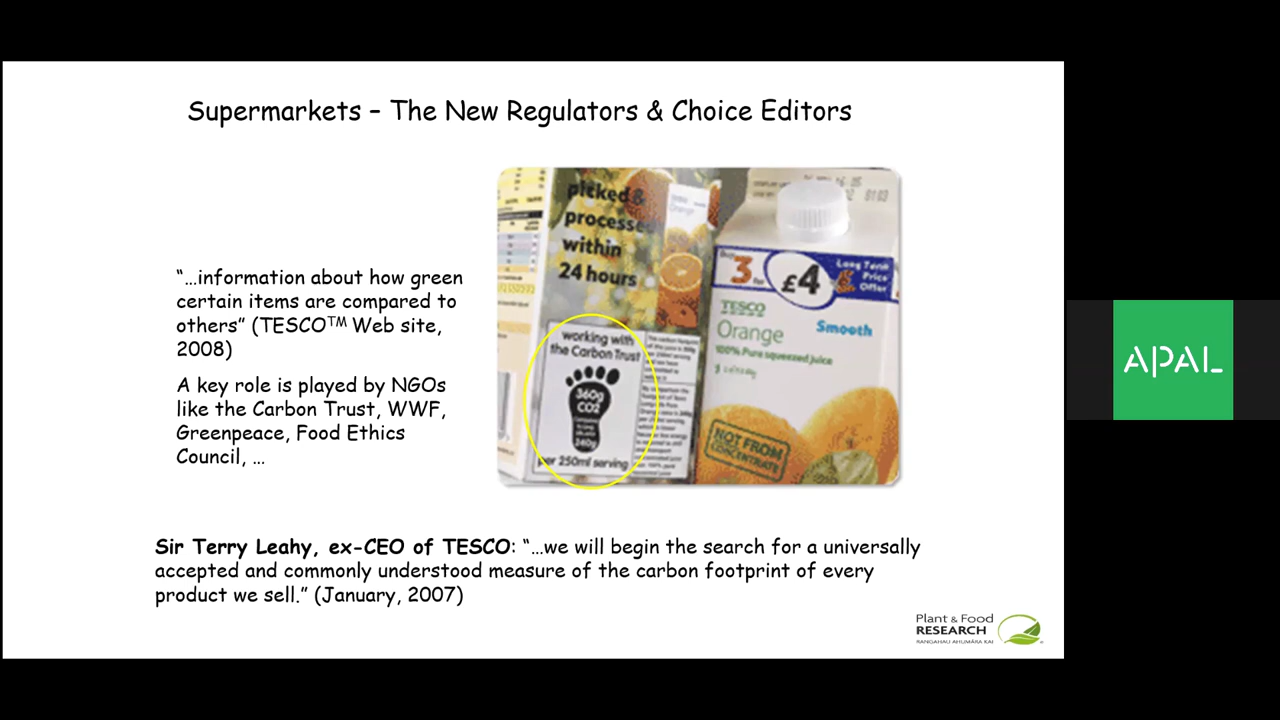 Supermarkets – The New Regulators & Choice Editors
“…information about how green
certain items are compared to
others” (TESCO™ Web site,
2008)
A key role is played by NGOs
like the Carbon Trust, WWF,
Greenpeace, Food Ethics
Council, …
picked &
processed
within
24 hours
working with
the Carbon Trust
360g
CO2
240g
per 250ml serving
Buy
3 for
£4
Long Term
Price
Offer
TESCO
Orange
Smooth
100% Pure squeezed juice
NOT FROM
CONCENTRATE
Sir Terry Leahy, ex-CEO of TESCO: “…we will begin the search for a universally
accepted and commonly understood measure of the carbon footprint of every
product we sell.” (January, 2007)
Plant & Food
RESEARCH
RANGAHAU AHUMĀRA KAI
APAL